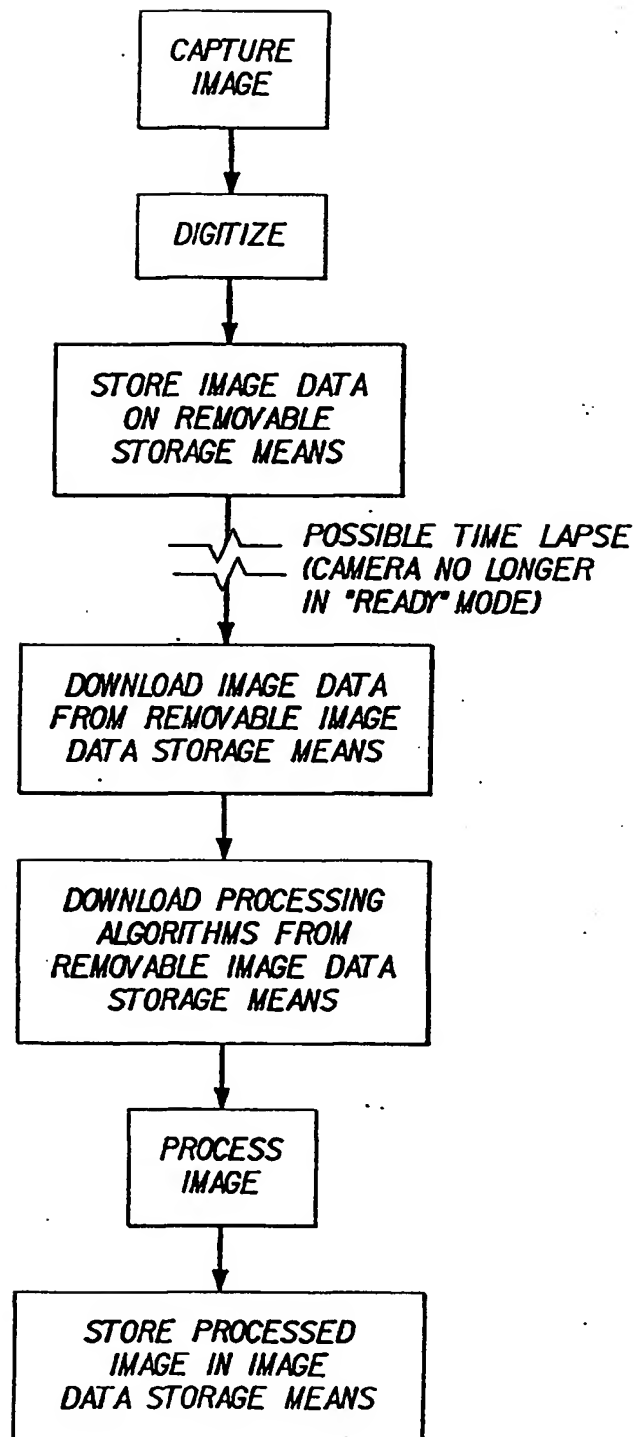 CAPTURE
IMAGE
DIGITIZE
STORE IMAGE DATA
ON REMOVABLE
STORAGE MEANS
POSSIBLE TIME LAPSE
(CAMERA NO LONGER
IN "READY" MODE)
DOWNLOAD IMAGE DATA
FROM REMOVABLE IMAGE
DATA STORAGE MEANS
DOWNLOAD PROCESSING
ALGORITHMS FROM
REMOVABLE IMAGE DATA
STORAGE MEANS
PROCESS
IMAGE
STORE PROCESSED
IMAGE IN IMAGE
DATA STORAGE MEANS